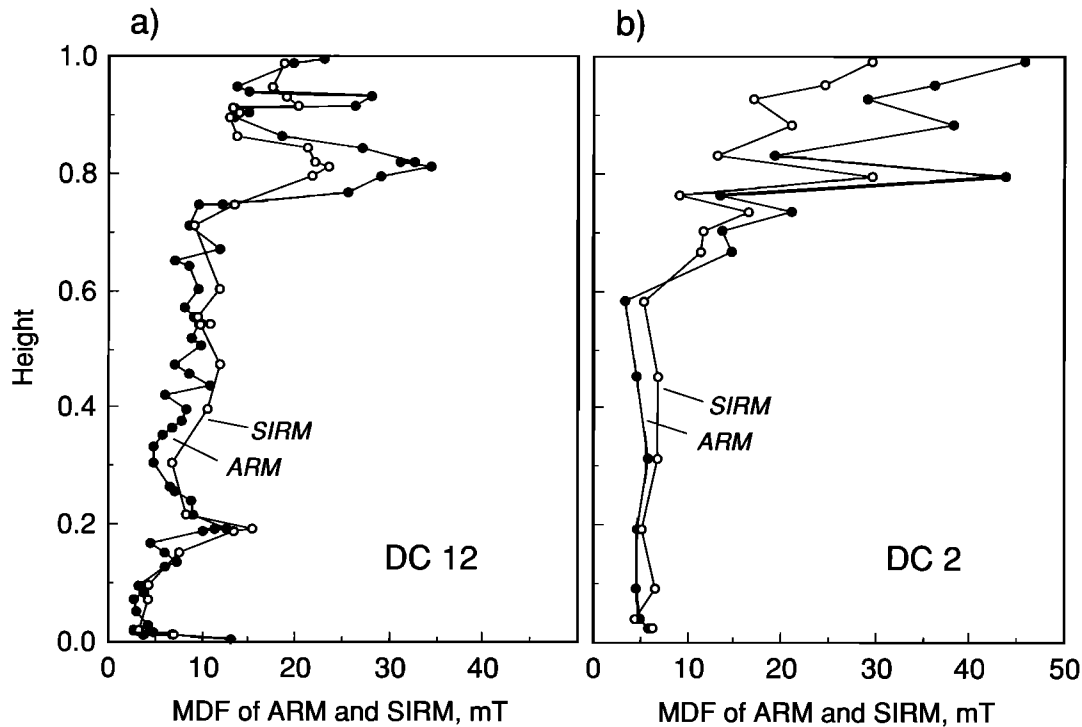 a)
b)
1.0
0.8
0.6
0.4
0.2
0.0
Height
SIRM
ARM
DC 12
SIRM
ARM
DC 2
0 10 20 30 40
0 10 20 30 40 50
MDF of ARM and SIRM, mT
MDF of ARM and SIRM, mT